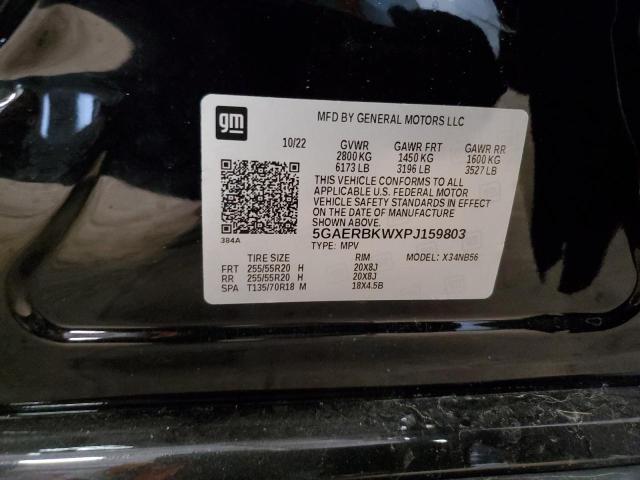 gm
MFD BY GENERAL MOTORS LLC
10/22 GVWR GAWR FRT GAWR RR
2800 KG 1450 KG 1600 KG
6173 LB 3196 LB 3527 LB
THIS VEHICLE CONFORMS TO ALL
APPLICABLE U.S. FEDERAL MOTOR
VEHICLE SAFETY STANDARDS IN EFFECT
ON THE DATE OF MANUFACTURE
SHOWN ABOVE.
384A
5GAERBKWXPJ159803
TYPE: MPV MODEL: X34NB56
TIRE SIZE RIM
FRT 255/55R20 H 20X8J
RR 255/55R20 H 20X8J
SPA T135/70R18 M 18X4.5B